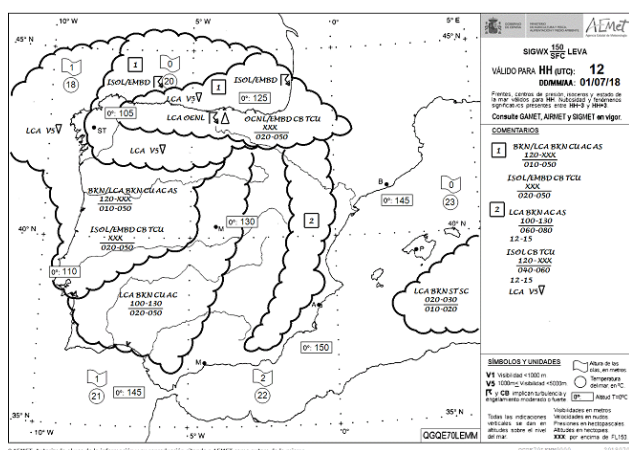 45° N
5° W
0°
5° E
45° N
1
18
1
0
20
ISOL/EMBD
1
ISOL/EMBD
LCA V5
0°: 125
0°: 105
LCA OCNL
OCNL/EMBD CB TCU
XXX
020-050
ST
LCA V5
BKN/LCA BKN CU AC AS
120-XXX
010-050
ISOL/EMBD CB TCU
XXX
020-050
B
0°: 145
0
23
2
0°: 130
M
40° N
40° N
P
0°: 110
LCA BKN CU AC
100-130
020-050
LCA BKN ST SC
020-030
010-020
A
0°: 150
M
1
21
0°: 145
2
22
35° N
5° W
0°
QGQE70LEMM
35° N
AEmet
SIGWX 150 LEVA
SFC
VÁLIDO PARA HH (UTC): 12
DD/MM/AA: 01/07/18
Frentes, centros de presión, isoceros y estado de
la mar válidos para HH. Nubosidad y fenómenos
significativos presentes entre HH-3 y HH+3
Consulte GAMET, AIRMET y SIGMET en vigor.
COMENTARIOS
1
BKN/LCA BKN CU AC AS
120-XXX
010-050
ISOL/EMBD CB TCU
XXX
020-050
2
LCA BKN AC AS
100-130
060-080
12-15
ISOL CB TCU
120-XXX
040-060
12-15
LCA V5
SÍMBOLOS Y UNIDADES
V1 Visibilidad <1000 m
V5 1000m≤ Visibilidad <5000m
y CB implican turbulencia y
engelamiento moderado o fuerte
Altura de las
olas, en metros
Temperatura
del mar, en °C
0°: Altitud T=0°C
Todas las indicaciones
verticales se dan en
altitudes sobre el nivel
del mar.
Visibilidades en metros
Velocidades en nudos
Presiones en hectopascales
Altitudes en hectopies
XXX por encima de FL150